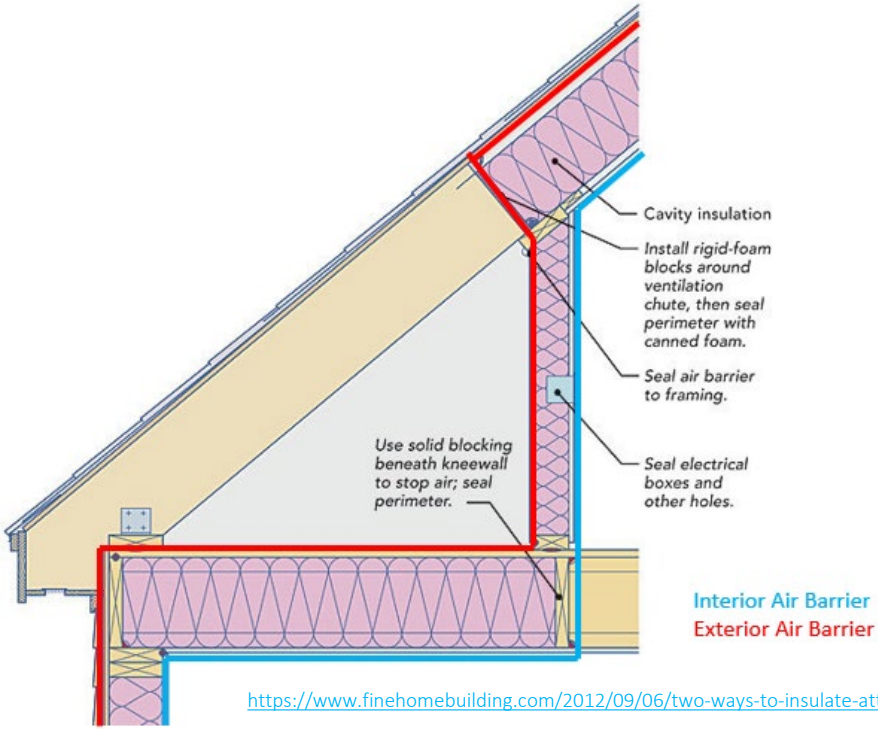 Cavity insulation
Install rigid-foam
blocks around
ventilation
chute, then seal
perimeter with
canned foam.
Seal air barrier
to framing.
Use solid blocking
beneath kneewall
to stop air; seal
perimeter.
Seal electrical
boxes and
other holes.
Interior Air Barrier
Exterior Air Barrier
https://www.finehomebuilding.com/2012/09/06/two-ways-to-insulate-att